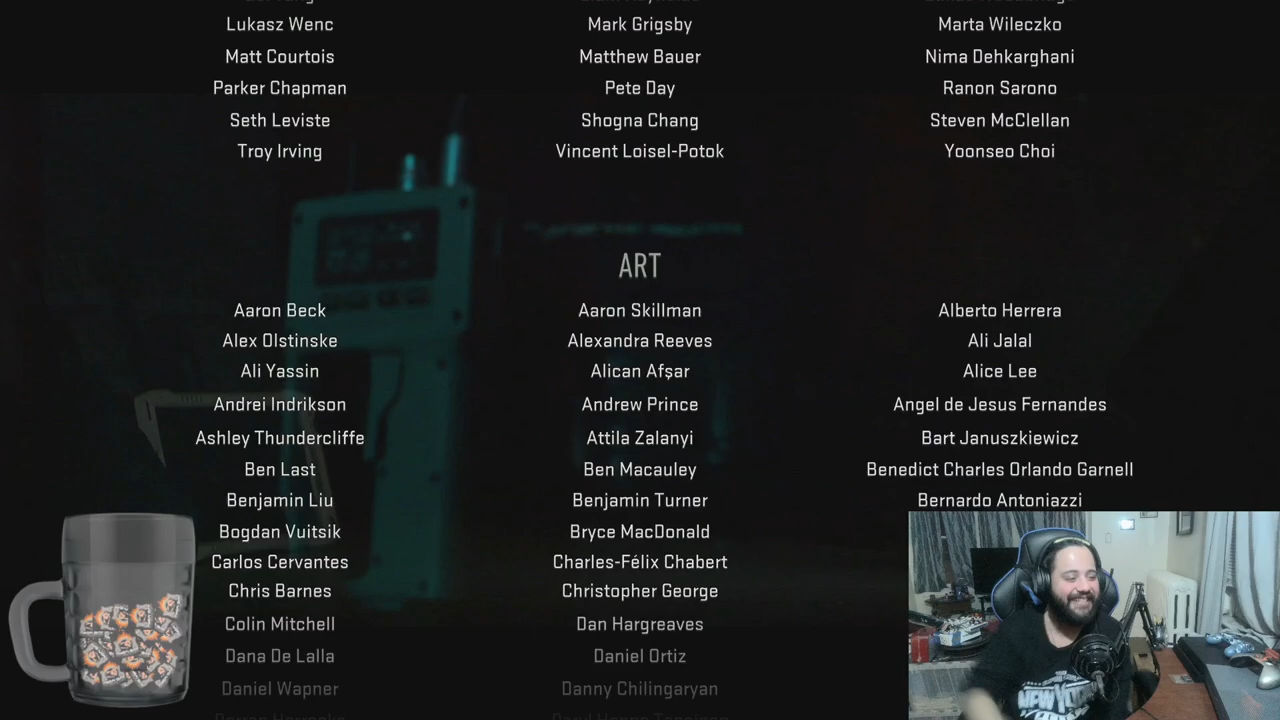 Lukasz Wenc Mark Grigsby Marta Wileczko
Matt Courtois Matthew Bauer Nima Dehkarghani
Parker Chapman Pete Day Ranon Sarono
Seth Leviste Shogna Chang Steven McClellan
Troy Irving Vincent Loisel-Potok Yoonseo Choi
ART
Aaron Beck Aaron Skillman Alberto Herrera
Alex Olstinske Alexandra Reeves Ali Jalal
Ali Yassin Alican Afşar Alice Lee
Andrei Indrikson Andrew Prince Angel de Jesus Fernandes
Ashley Thundercliffe Attila Zalanyi Bart Januszkiewicz
Ben Last Ben Macauley Benedict Charles Orlando Garnell
Benjamin Liu Benjamin Turner Bernardo Antoniazzi
Bogdan Vuitsik Bryce MacDonald
Carlos Cervantes Charles-Félix Chabert
Chris Barnes Christopher George
Colin Mitchell Dan Hargreaves
Dana De Lalla Daniel Ortiz
Daniel Wapner Danny Chilingaryan
NEW YORK